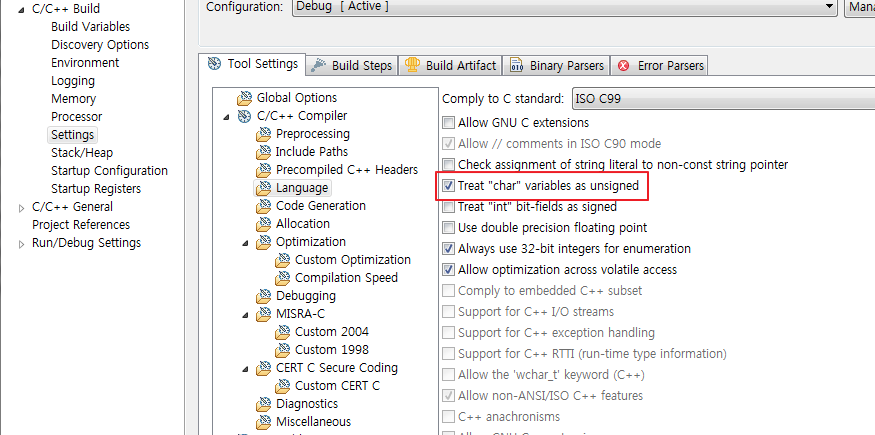 C/C++ Build
Build Variables
Discovery Options
Environment
Logging
Memory
Processor
Settings
Stack/Heap
Startup Configuration
Startup Registers
C/C++ General
Project References
Run/Debug Settings
Configuration: Debug [ Active ]
Tool Settings Build Steps Build Artifact Binary Parsers Error Parsers
Global Options
C/C++ Compiler
Preprocessing
Include Paths
Precompiled C++ Headers
Language
Code Generation
Allocation
Optimization
Custom Optimization
Compilation Speed
Debugging
MISRA-C
Custom 2004
Custom 1998
CERT C Secure Coding
Custom CERT C
Diagnostics
Miscellaneous
Comply to C standard: ISO C99
Allow GNU C extensions
Allow // comments in ISO C90 mode
Check assignment of string literal to non-const string pointer
Treat "char" variables as unsigned
Treat "int" bit-fields as signed
Use double precision floating point
Always use 32-bit integers for enumeration
Allow optimization across volatile access
Comply to embedded C++ subset
Support for C++ I/O streams
Support for C++ exception handling
Support for C++ RTTI (run-time type information)
Allow the 'wchar_t' keyword (C++)
Allow non-ANSI/ISO C++ features
C++ anachronisms